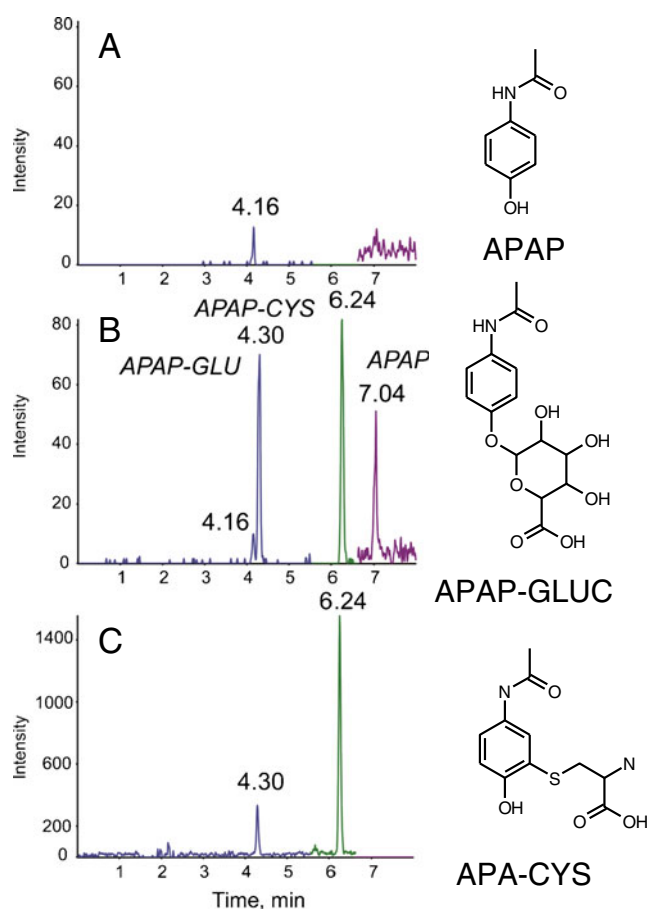 80
A
60
40
20
0
Intensity
4.16
1 2 3 4 5 6 7
HN
O
OH
APAP
APAP-CYS 6.24
80
B
60
40
20
0
Intensity
4.30
APAP-GLU
APAP
7.04
4.16
1 2 3 4 5 6 7
HN
O
OH
O
OH
O
OH
O
OH
APAP-GLUC
6.24
1400
C
1000
600
200
0
Intensity
4.30
1 2 3 4 5 6 7
Time, min
N
O
S
N
OH
O
OH
APA-CYS